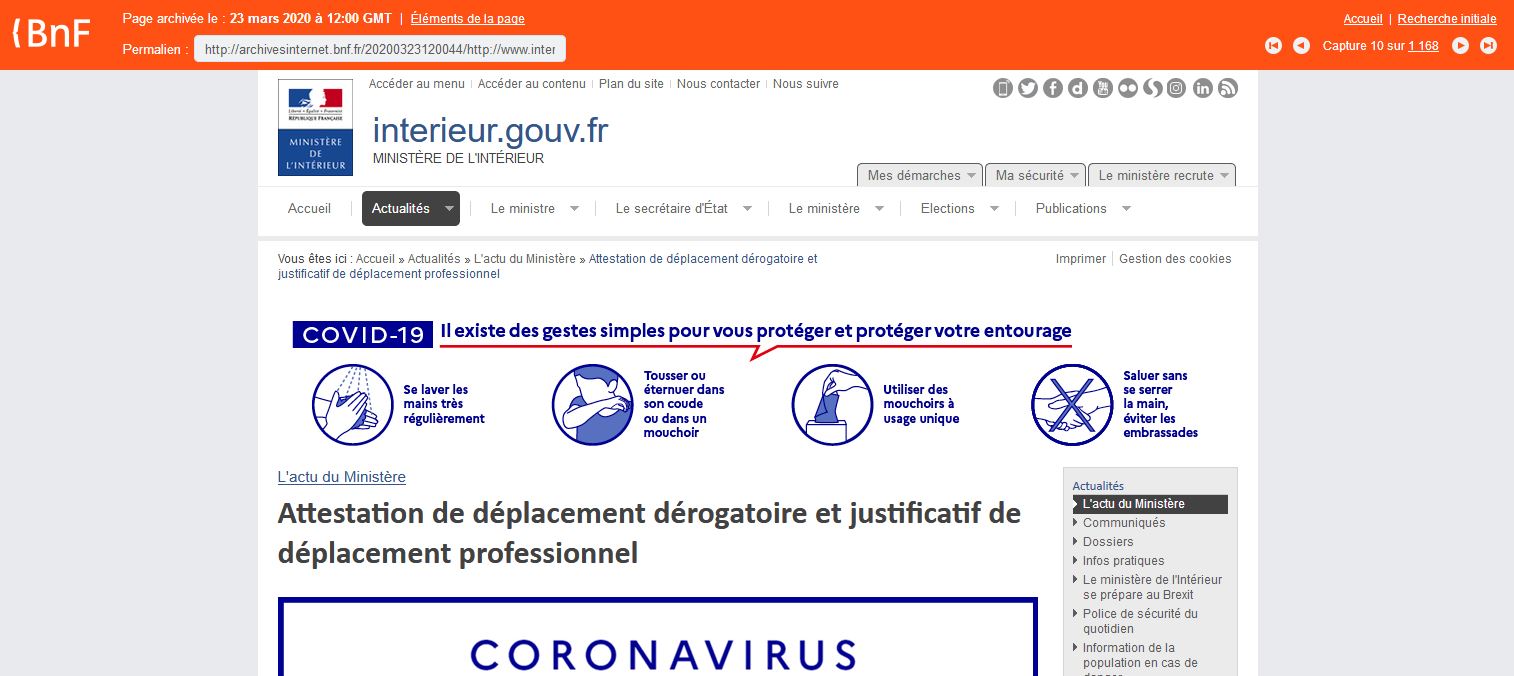 BnF
Page archivée le : 23 mars 2020 à 12:00 GMT | Éléments de la page
Accueil | Recherche initiale
Permalien : http://archivesinternet.bnf.fr/20200323120044/http://www.inter
Capture 10 sur 1 168
Accéder au menu Accéder au contenu Plan du site Nous contacter Nous suivre
Liberté • Égalité • Fraternité
RÉPUBLIQUE FRANÇAISE
MINISTÈRE
DE
L'INTÉRIEUR
interieur.gouv.fr
MINISTÈRE DE L'INTÉRIEUR
Mes démarches Ma sécurité Le ministère recrute
Accueil Actualités Le ministre Le secrétaire d'État Le ministère Elections Publications
Vous êtes ici : Accueil » Actualités » L'actu du Ministère » Attestation de déplacement dérogatoire et
justificatif de déplacement professionnel
Imprimer Gestion des cookies
COVID-19 Il existe des gestes simples pour vous protéger et protéger votre entourage
Se laver les
mains très
régulièrement
Tousser ou
éternuer dans
son coude
ou dans un
mouchoir
Utiliser des
mouchoirs à
usage unique
Saluer sans
se serrer
la main,
éviter les
embrassades
L'actu du Ministère
Attestation de déplacement dérogatoire et justificatif de
déplacement professionnel
CORONAVIRUS
Actualités
L'actu du Ministère
Communiqués
Dossiers
Infos pratiques
Le ministère de l'Intérieur
se prépare au Brexit
Police de sécurité du
quotidien
Information de la
population en cas de